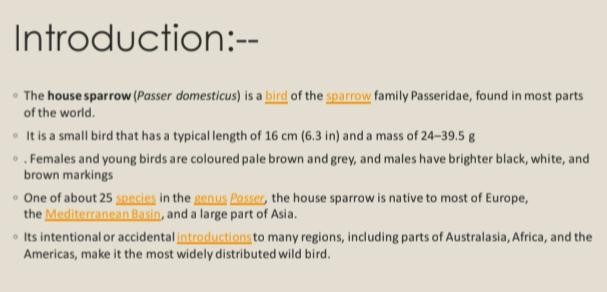 Introduction:--
The house sparrow (Passer domesticus) is a bird of the sparrow family Passeridae, found in most parts
of the world.
It is a small bird that has a typical length of 16 cm (6.3 in) and a mass of 24–39.5 g
. Females and young birds are coloured pale brown and grey, and males have brighter black, white, and
brown markings
One of about 25 species in the genus Passer, the house sparrow is native to most of Europe,
the Mediterranean Basin, and a large part of Asia.
Its intentional or accidental introductions to many regions, including parts of Australasia, Africa, and the
Americas, make it the most widely distributed wild bird.